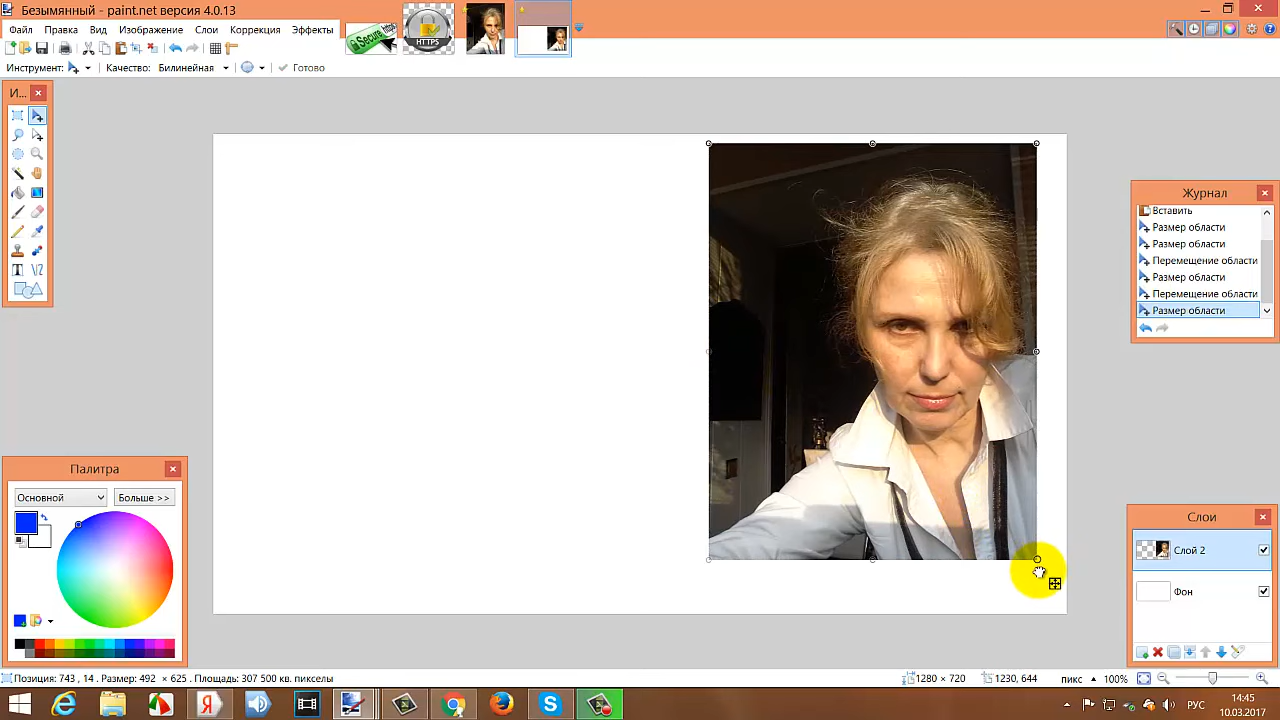 Безымянный - paint.net версия 4.0.13
Файл Правка Вид Изображение Слои Коррекция Эффекты
Secure https
HTTPS
Инструмент: Качество: Билинейная Готово
И...
Журнал
Вставить
Размер области
Размер области
Перемещение области
Размер области
Перемещение области
Размер области
Палитра
Основной Больше >>
Слои
Слой 2
Фон
Позиция: 743 , 14 . Размер: 492 × 625. Площадь: 307 500 кв. пикселы
1280 × 720 1230, 644 пикс 100%
РУС
14:45
10.03.2017